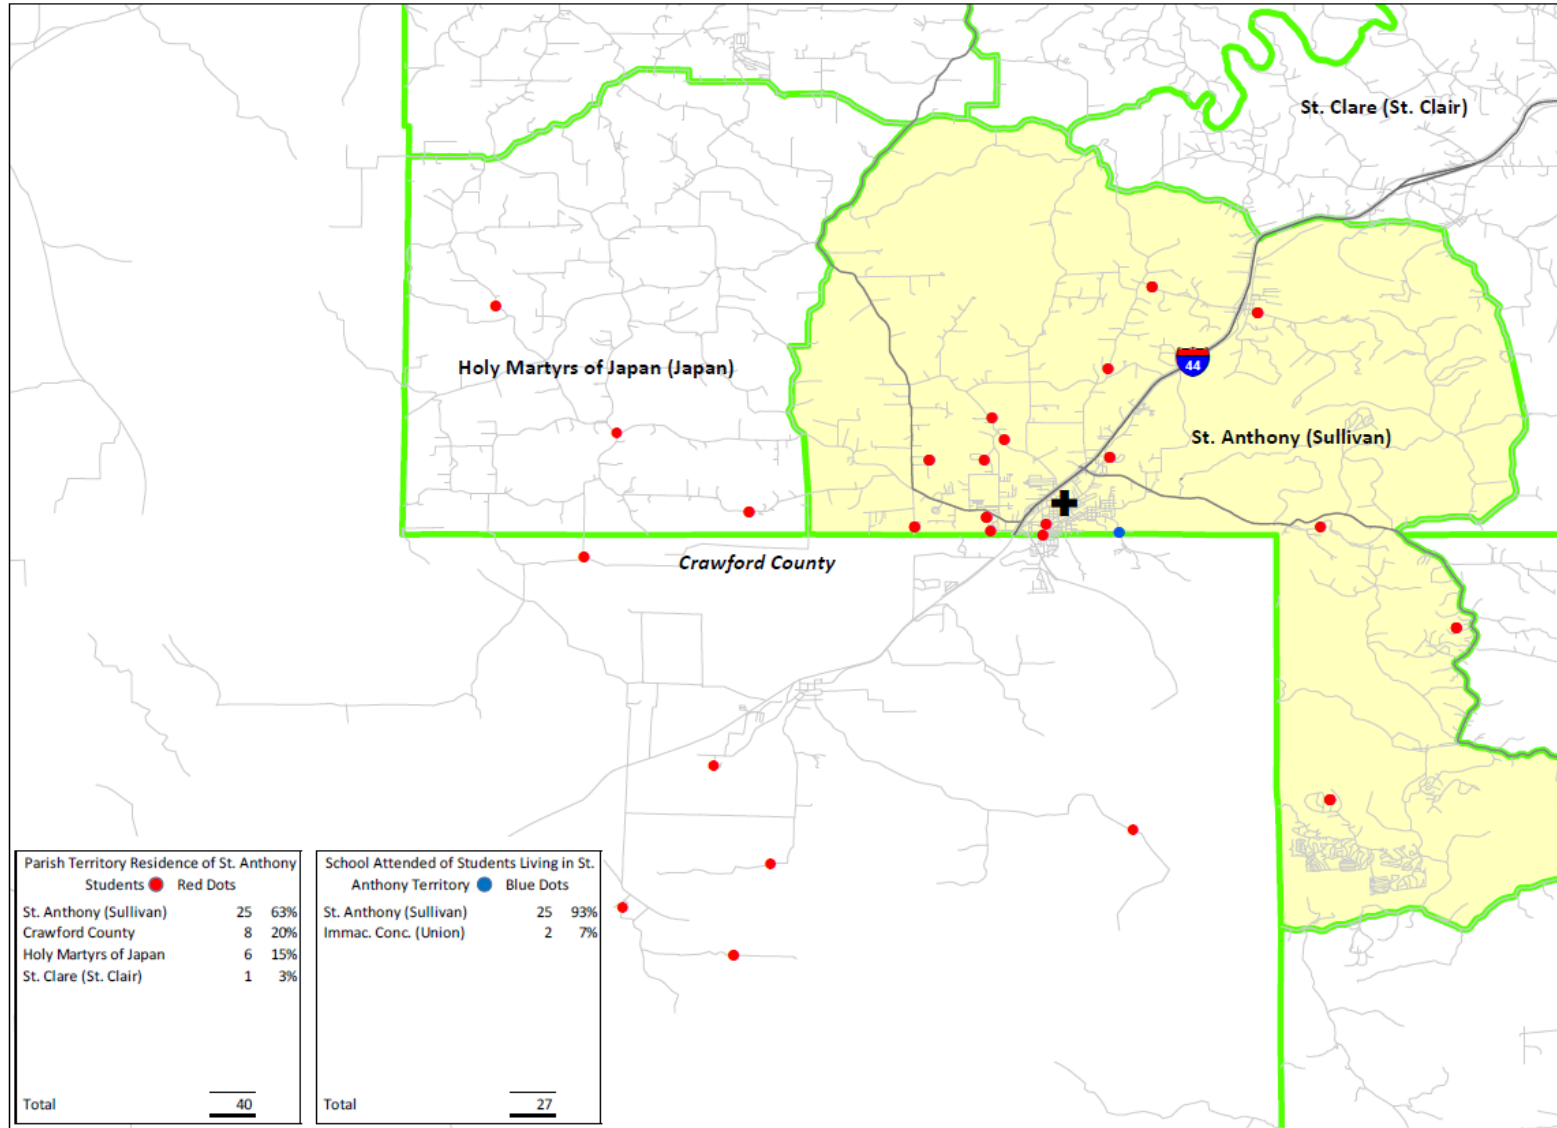 St. Clare (St. Clair)
Holy Martyrs of Japan (Japan)
44
St. Anthony (Sullivan)
Crawford County
Parish Territory Residence of St. Anthony
Students Red Dots
St. Anthony (Sullivan) 25 63%
Crawford County 8 20%
Holy Martyrs of Japan 6 15%
St. Clare (St. Clair) 1 3%
Total 40
School Attended of Students Living in St.
Anthony Territory Blue Dots
St. Anthony (Sullivan) 25 93%
Immac. Conc. (Union) 2 7%
Total 27